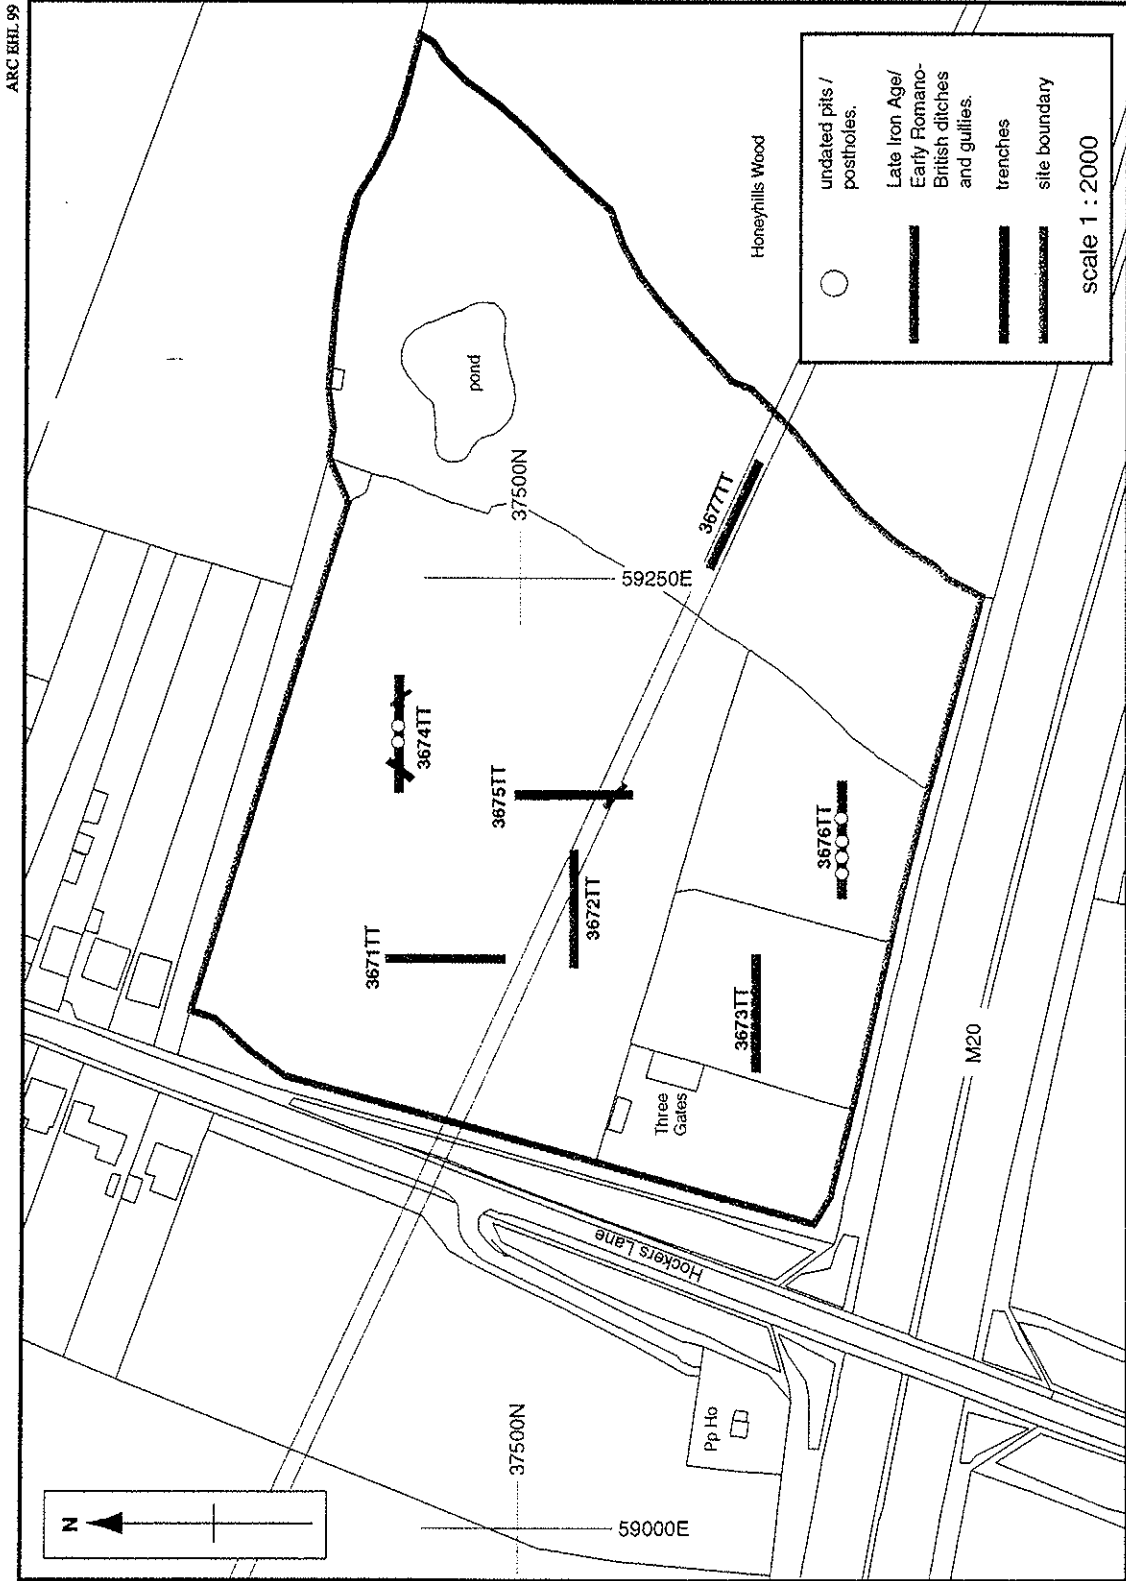 ARC EHL 99
N
37500N
59000E
Pp Ho
Hockers Lane
Three
Gates
M20
3671TT
3672TT
3673TT
3674TT
3675TT
3676TT
3677TT
59250E
37500N
pond
Honeyhills Wood
undated pits /
postholes.
Late Iron Age/
Early Romano-
British ditches
and gullies.
trenches
site boundary
scale 1 : 2000